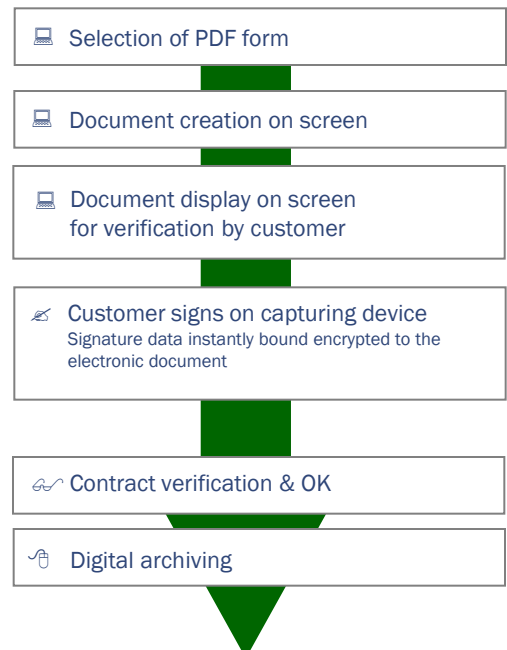 Selection of PDF form
Document creation on screen
Document display on screen
for verification by customer
Customer signs on capturing device
Signature data instantly bound encrypted to the
electronic document
Contract verification & OK
Digital archiving